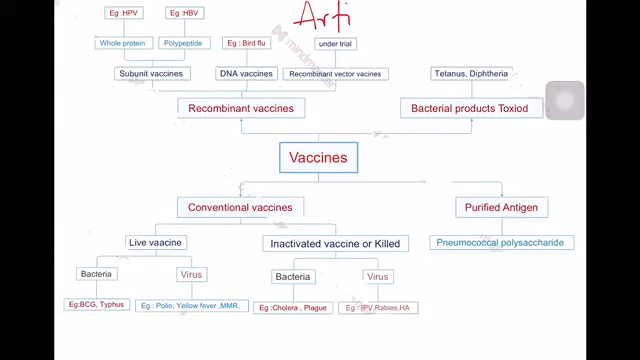 Arti
Eg :HPV
Eg :HBV
Whole protein
Polypeptide
Eg : Bird flu
under trial
Subunit vaccines
DNA vaccines
Recombinant vector vacines
Tetanus, Diphtheria
Recombinant vaccines
Bacterial products Toxiod
Vaccines
Conventional vaccines
Purified Antigen
Live vaacine
Inactivated vaccine or Killed
Pneumococcal polysaccharide
Bacteria
Virus
Bacteria
Virus
Eg:BCG, Typhus
Eg : Polio, Yellow fever ,MMR,
Eg :Cholera , Plague
Eg : IPV,Rabies,HA